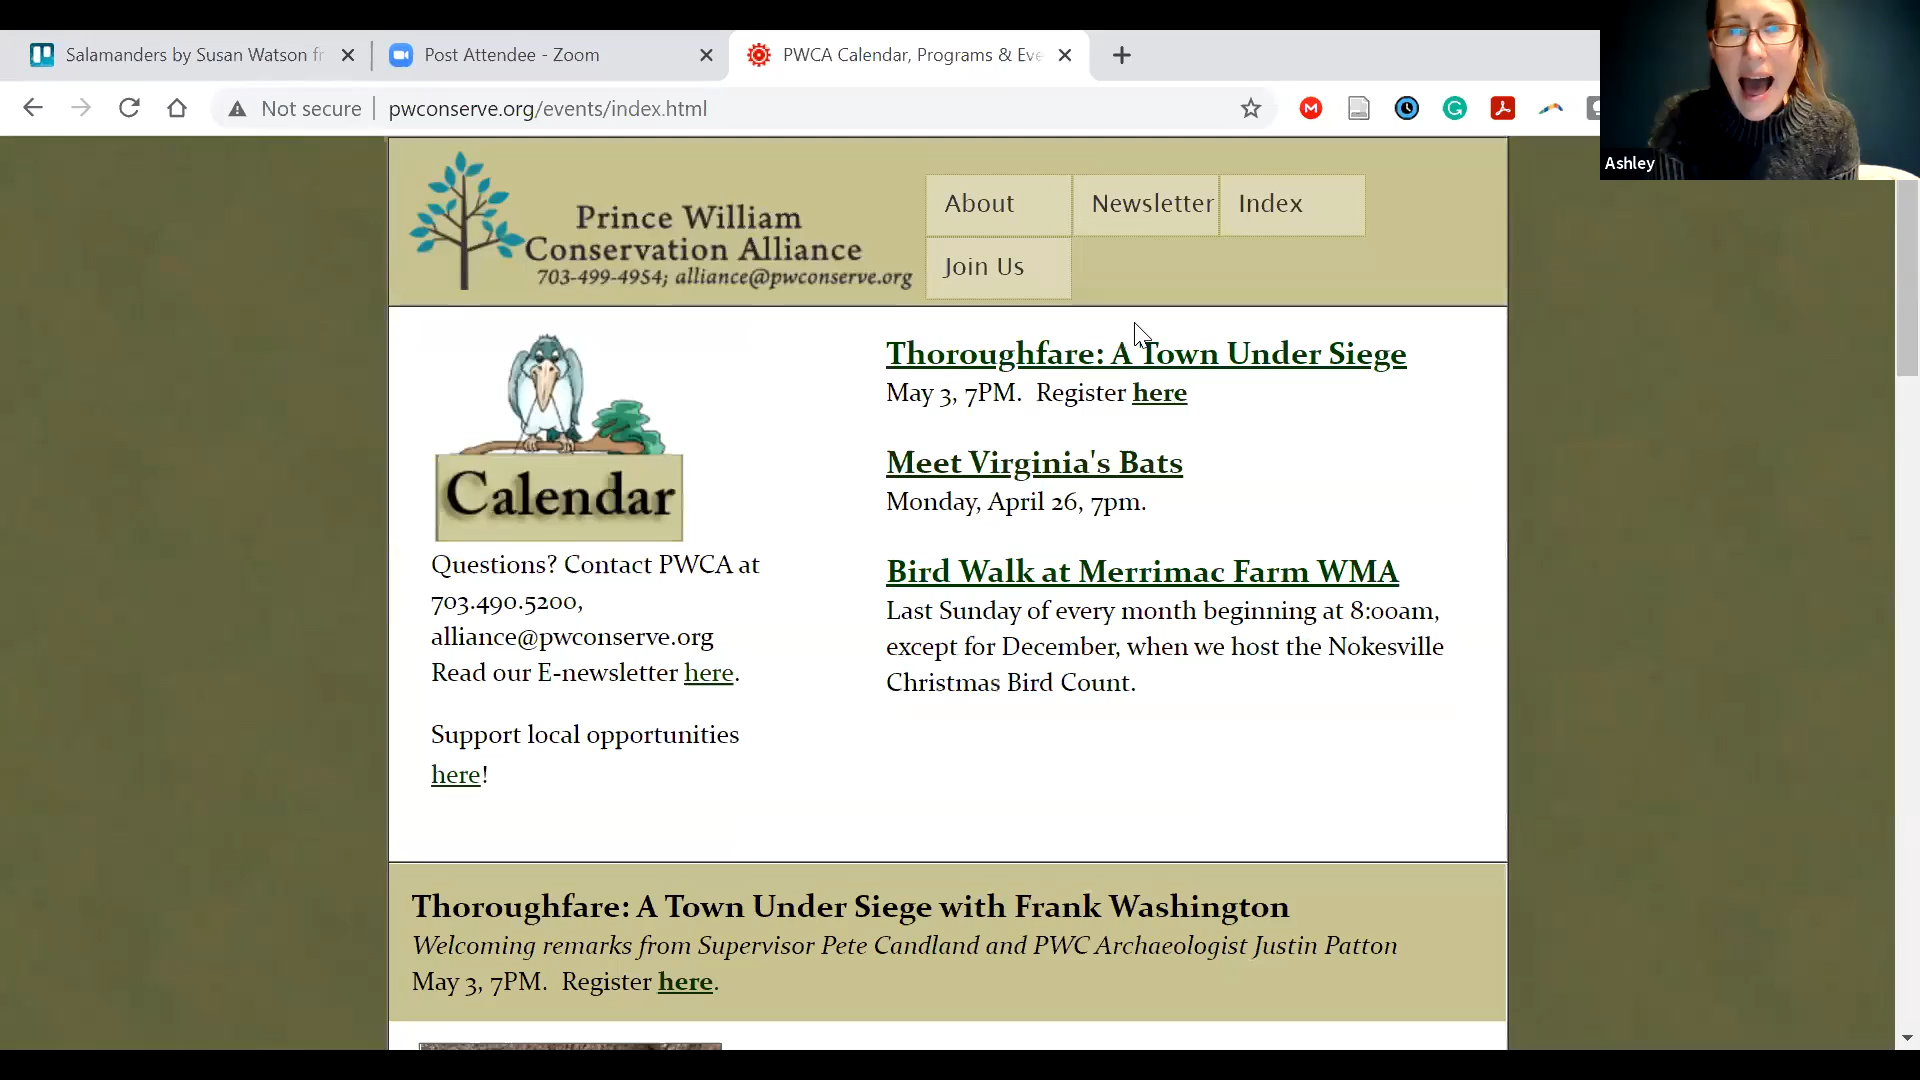 Salamanders by Susan Watson fr
Post Attendee - Zoom
PWCA Calendar, Programs & Eve
Not secure
pwconserve.org/events/index.html
Ashley
Prince William
Conservation Alliance
703-499-4954; alliance@pwconserve.org
About
Newsletter
Index
Join Us
Calendar
Questions? Contact PWCA at
703.490.5200,
alliance@pwconserve.org
Read our E-newsletter here.
Support local opportunities
here!
Thoroughfare: A Town Under Siege
May 3, 7PM. Register here
Meet Virginia's Bats
Monday, April 26, 7pm.
Bird Walk at Merrimac Farm WMA
Last Sunday of every month beginning at 8:00am,
except for December, when we host the Nokesville
Christmas Bird Count.
Thoroughfare: A Town Under Siege with Frank Washington
Welcoming remarks from Supervisor Pete Candland and PWC Archaeologist Justin Patton
May 3, 7PM. Register here.